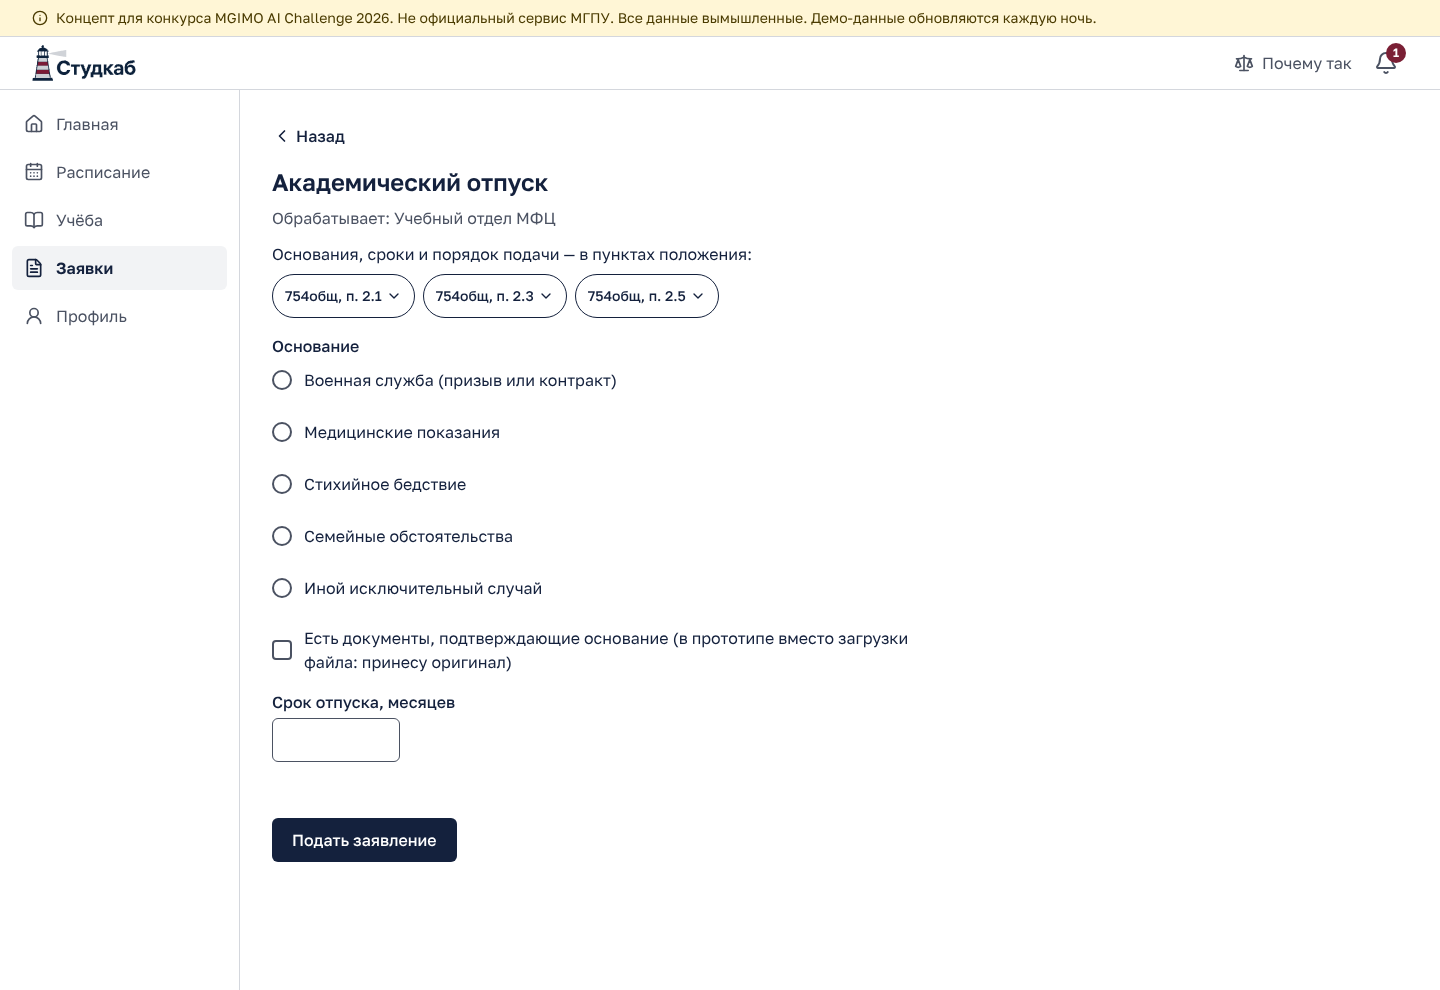 Концепт для конкурса MGIMO AI Challenge 2026. Не официальный сервис МГПУ. Все данные вымышленные. Демо-данные обновляются каждую ночь.
Студкаб
Почему так
1
Главная
Расписание
Учёба
Заявки
Профиль
Назад
Академический отпуск
Обрабатывает: Учебный отдел МФЦ
Основания, сроки и порядок подачи — в пунктах положения:
754общ, п. 2.1
754общ, п. 2.3
754общ, п. 2.5
Основание
Военная служба (призыв или контракт)
Медицинские показания
Стихийное бедствие
Семейные обстоятельства
Иной исключительный случай
Есть документы, подтверждающие основание (в прототипе вместо загрузки
файла: принесу оригинал)
Срок отпуска, месяцев
Подать заявление